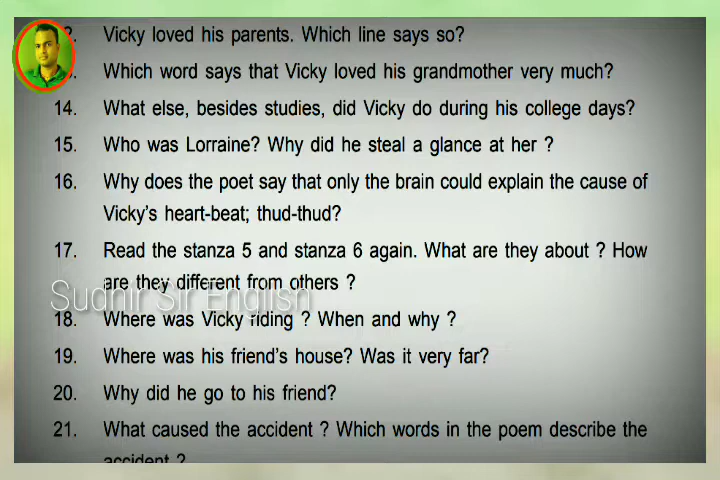 2. Vicky loved his parents. Which line says so?
Which word says that Vicky loved his grandmother very much?
14. What else, besides studies, did Vicky do during his college days?
15. Who was Lorraine? Why did he steal a glance at her ?
16. Why does the poet say that only the brain could explain the cause of
Vicky's heart-beat; thud-thud?
17. Read the stanza 5 and stanza 6 again. What are they about ? How
are they different from others ?
Sudhir Sir English
18. Where was Vicky riding ? When and why ?
19. Where was his friend's house? Was it very far?
20. Why did he go to his friend?
21. What caused the accident ? Which words in the poem describe the
accident ?